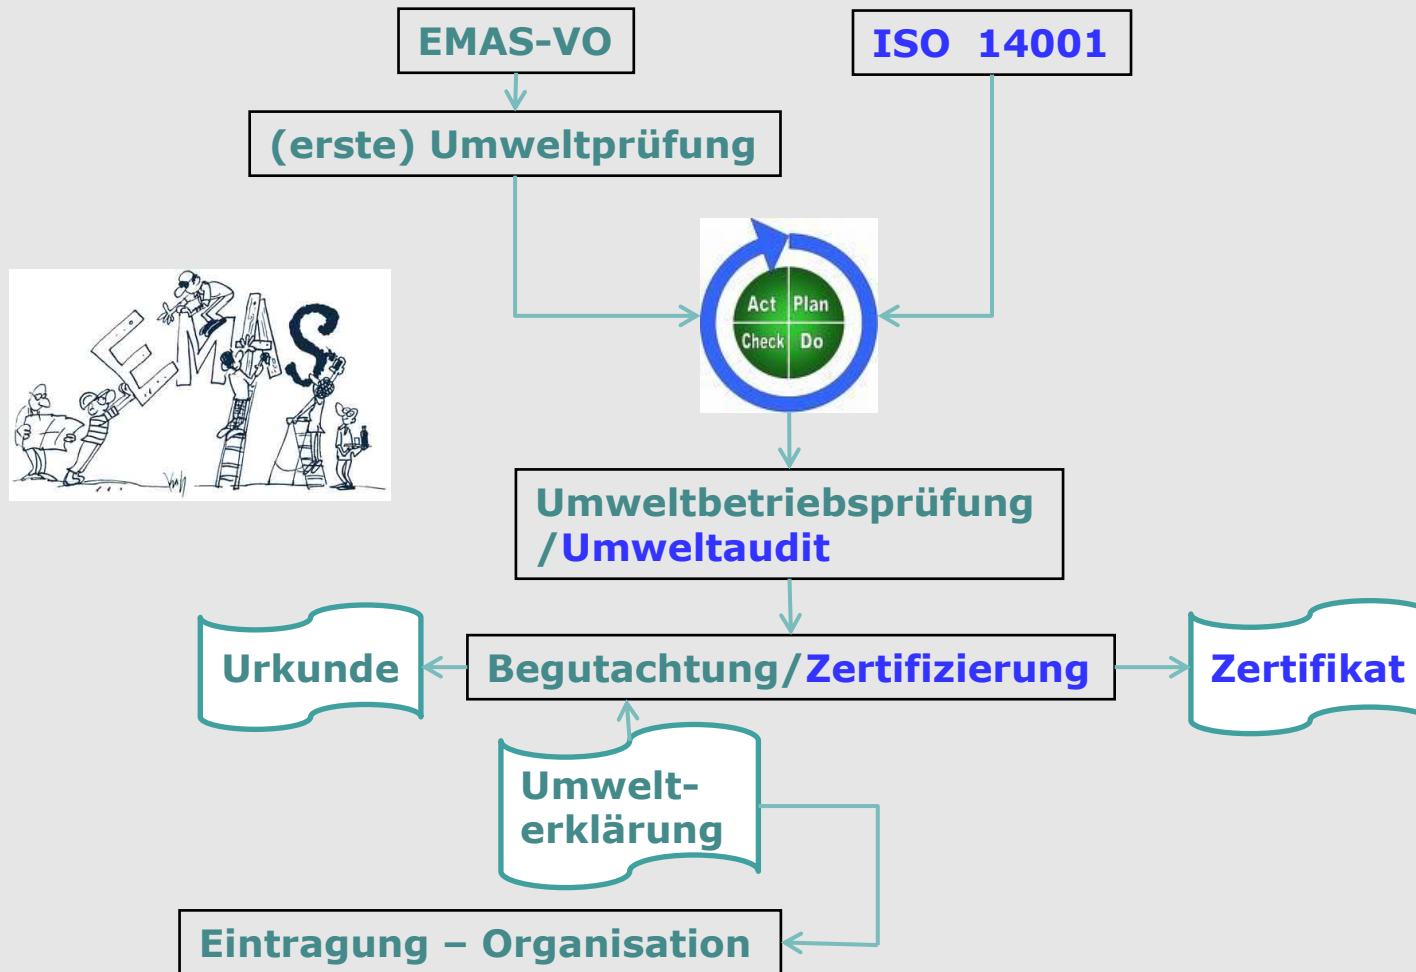 EMAS-VO
ISO 14001
(erste) Umweltprüfung
Act Plan
Check Do
EMAS
Umweltbetriebsprüfung
/Umweltaudit
Urkunde
Begutachtung/Zertifizierung
Zertifikat
Umwelt-
erklärung
Eintragung – Organisation